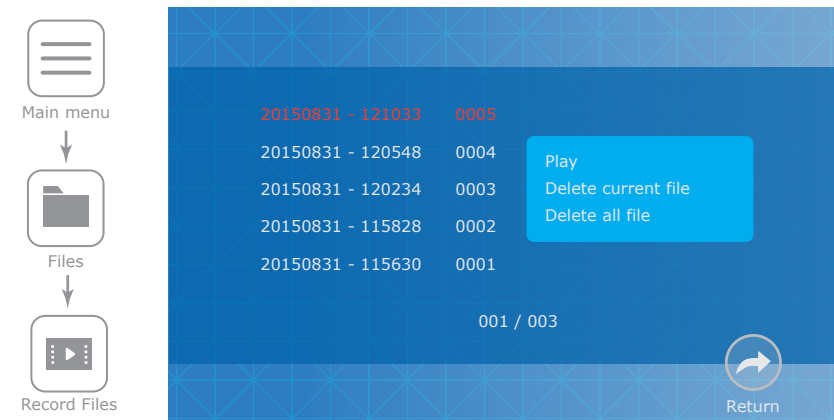 Main menu
Files
Record Files
20150831 - 121033 0005
20150831 - 120548 0004
20150831 - 120234 0003
20150831 - 115828 0002
20150831 - 115630 0001
Play
Delete current file
Delete all file
001 / 003
Return